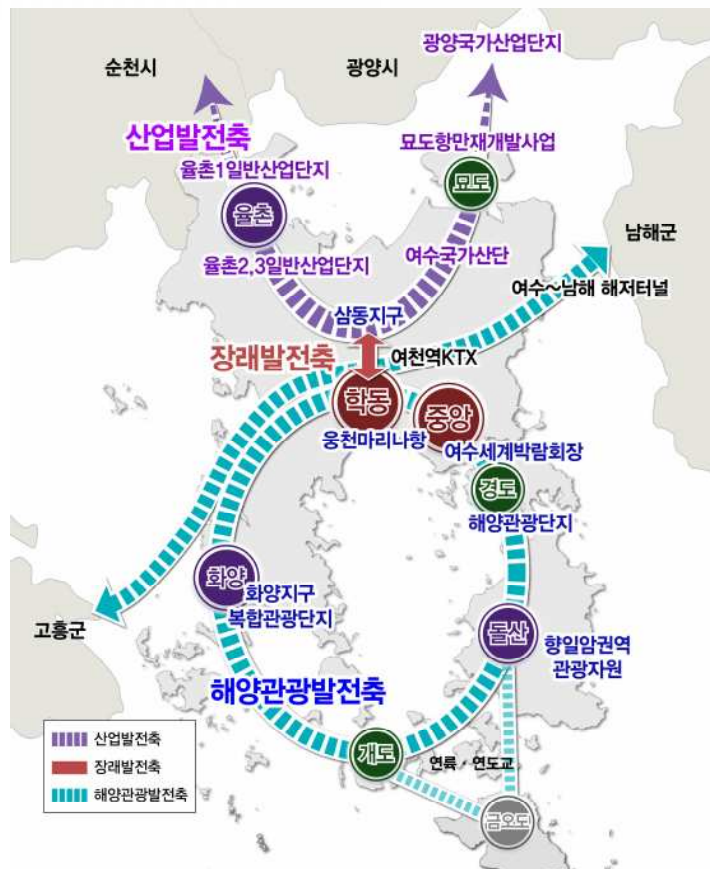 광양국가산업단지
순천시
광양시
산업발전축
묘도항만재개발사업
율촌1일반산업단지
묘도
율촌
남해군
율촌2,3일반산업단지
여수국가산단
여수~남해 해저터널
삼동지구
장래발전축
여천역KTX
학동
중앙
웅천마리나항
여수세계박람회장
경도
해양관광단지
화양
화양지구
복합관광단지
고흥군
돌산
향일암권역
관광자원
해양관광발전축
개도
연륙·연도교
금오도
산업발전축
장래발전축
해양관광발전축